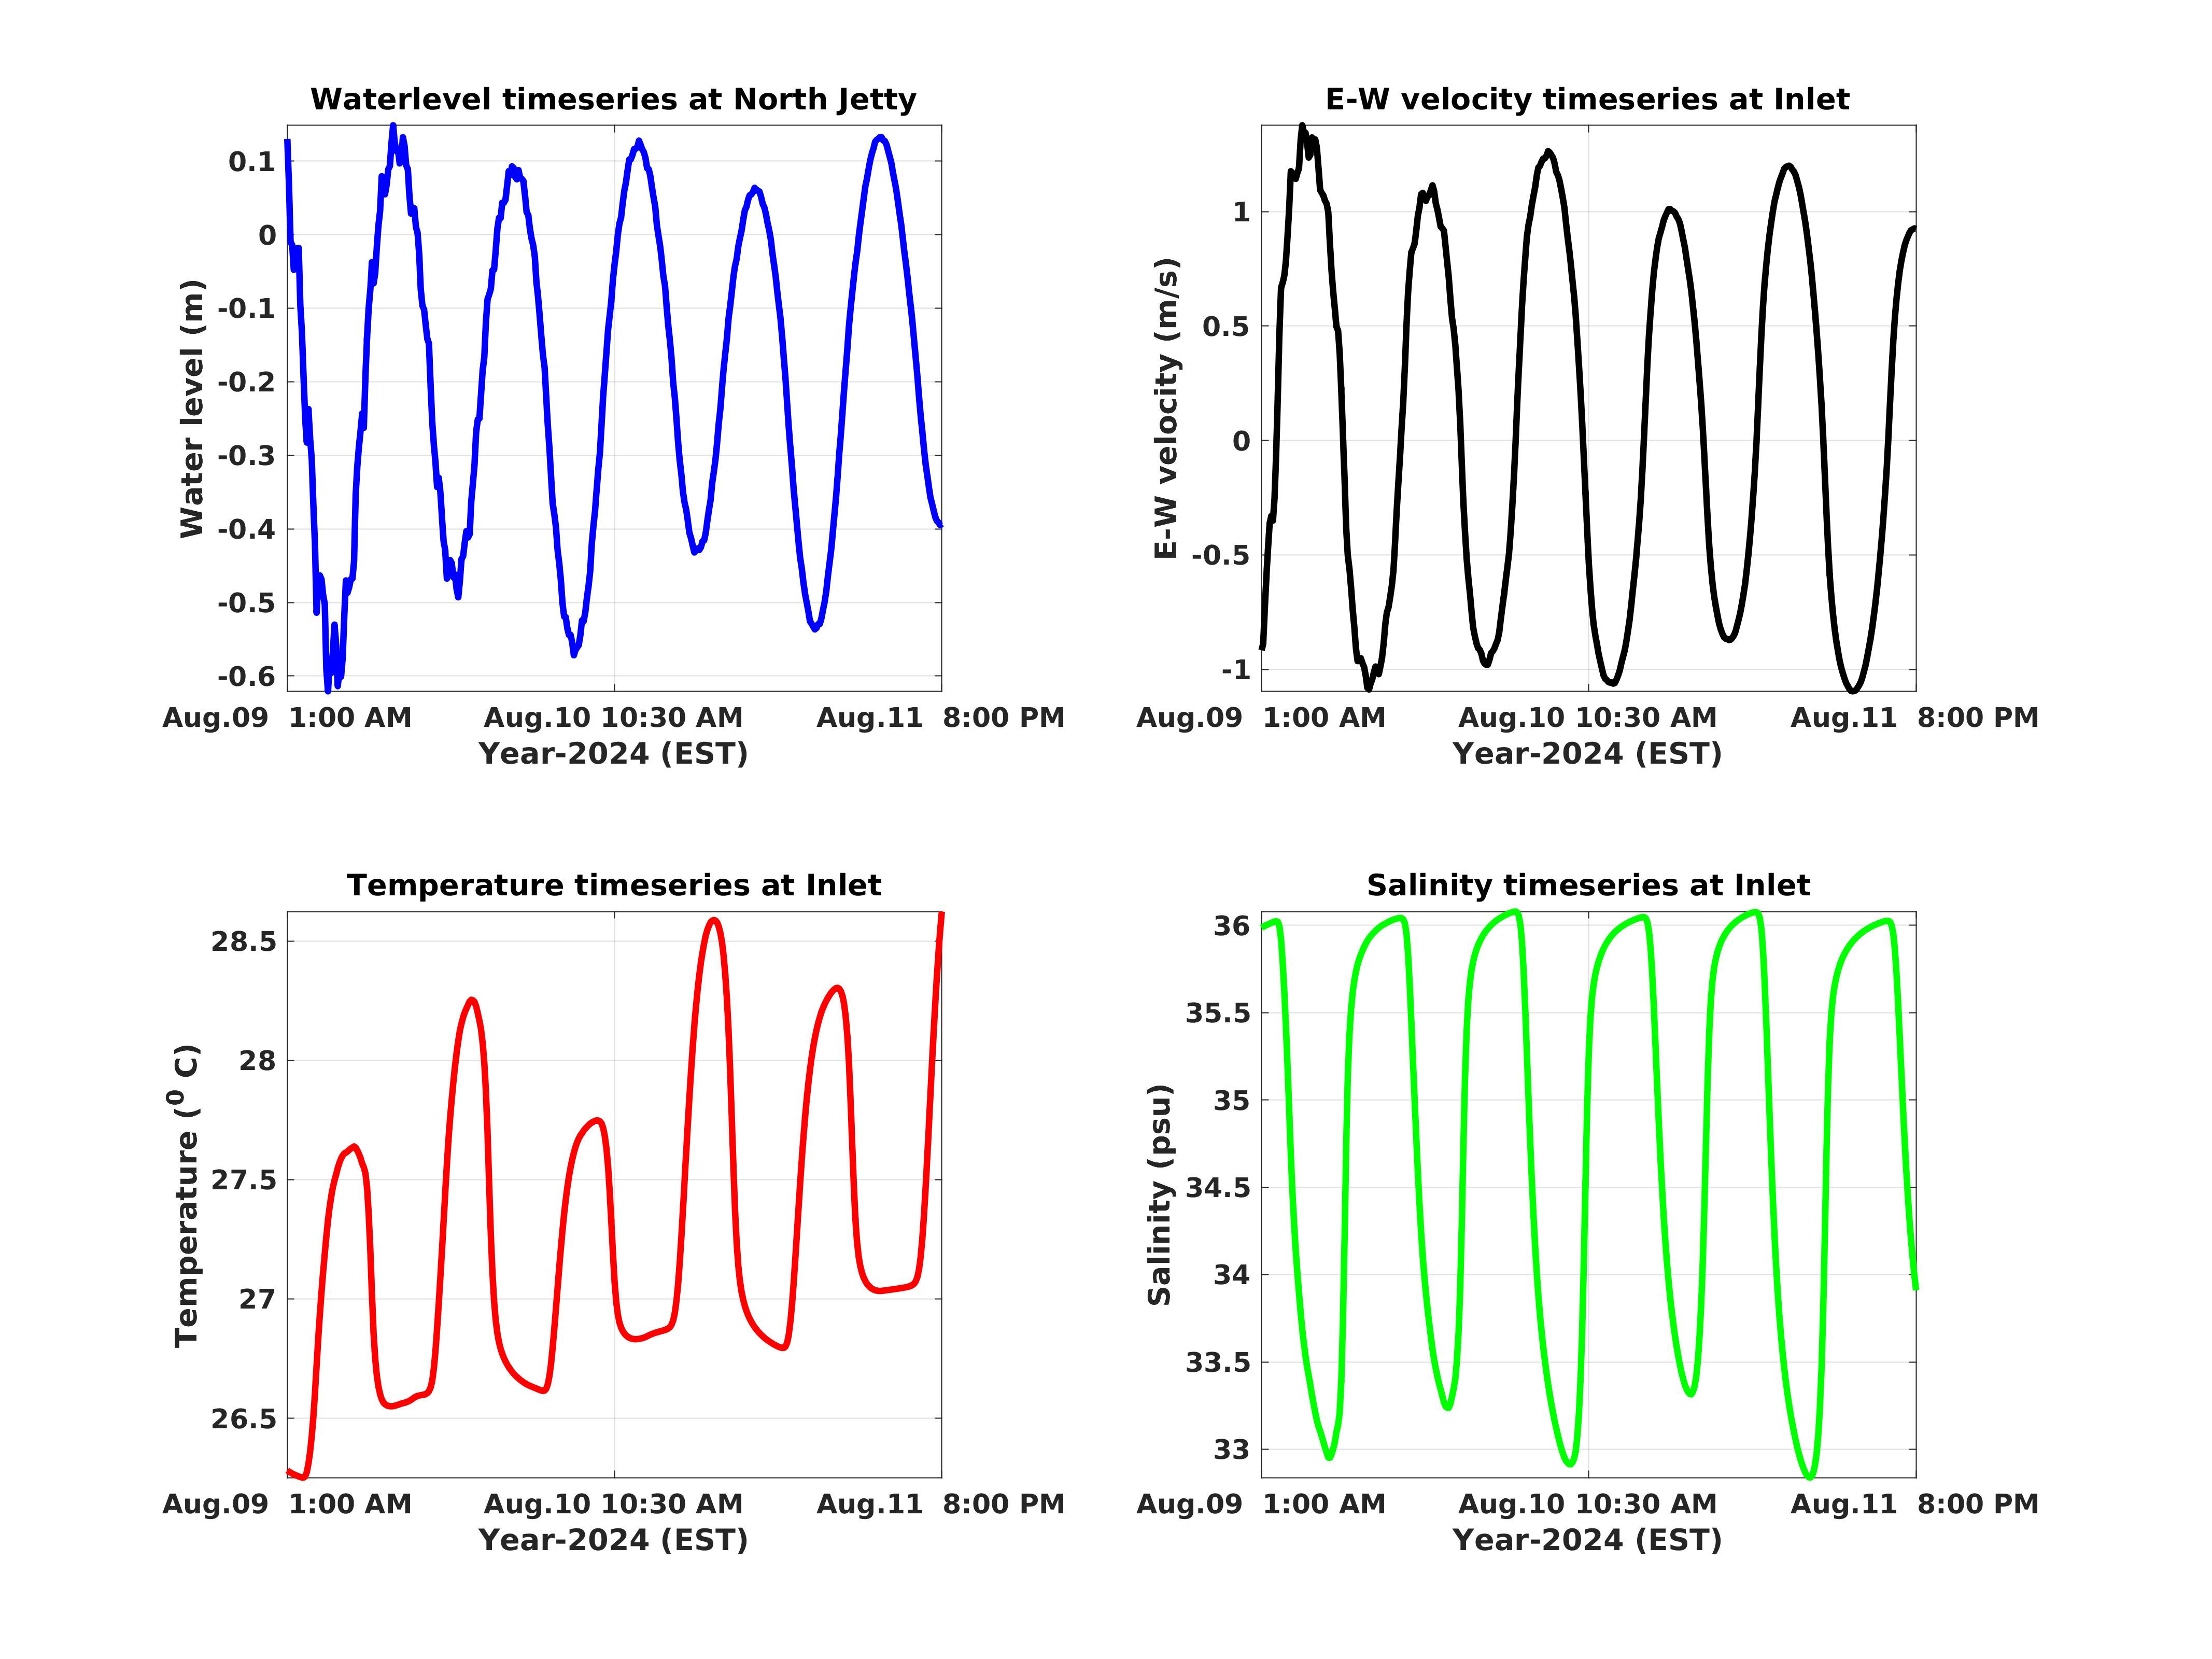 Waterlevel timeseries at North Jetty
Water level (m)
0.1
0
-0.1
-0.2
-0.3
-0.4
-0.5
-0.6
Aug.09 1:00 AM Aug.10 10:30 AM Aug.11 8:00 PM
Year-2024 (EST)
E-W velocity timeseries at Inlet
E-W velocity (m/s)
1
0.5
0
-0.5
-1
Aug.09 1:00 AM Aug.10 10:30 AM Aug.11 8:00 PM
Year-2024 (EST)
Temperature timeseries at Inlet
Temperature (⁰ C)
28.5
28
27.5
27
26.5
Aug.09 1:00 AM Aug.10 10:30 AM Aug.11 8:00 PM
Year-2024 (EST)
Salinity timeseries at Inlet
Salinity (psu)
36
35.5
35
34.5
34
33.5
33
Aug.09 1:00 AM Aug.10 10:30 AM Aug.11 8:00 PM
Year-2024 (EST)